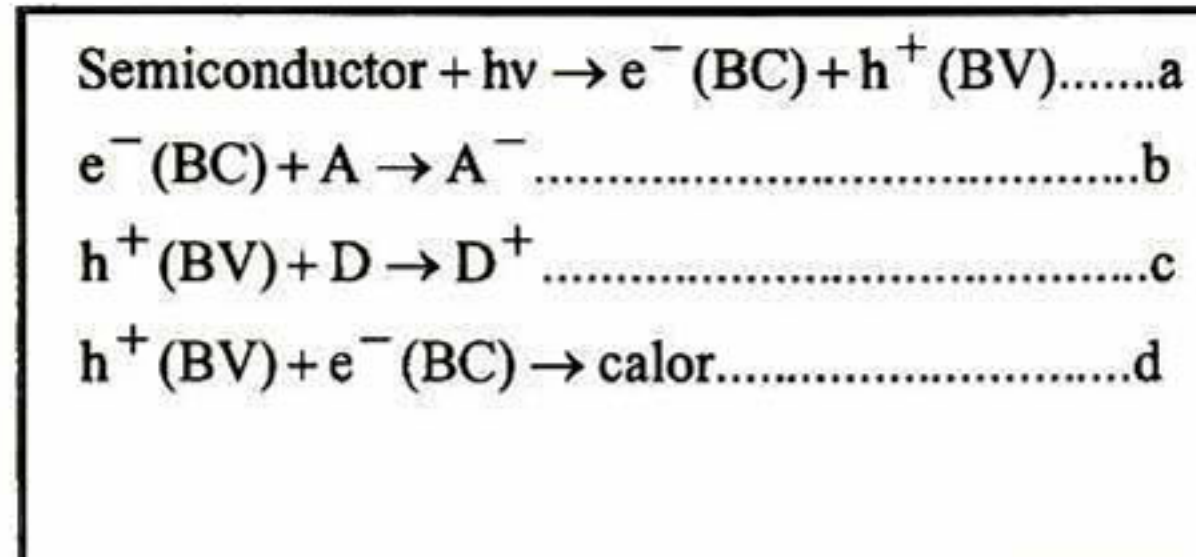 Semiconductor + hν → e⁻(BC) + h⁺(BV).......a
e⁻(BC) + A → A⁻..........................................b
h⁺(BV) + D → D⁺..........................................c
h⁺(BV) + e⁻(BC) → calor.............................d